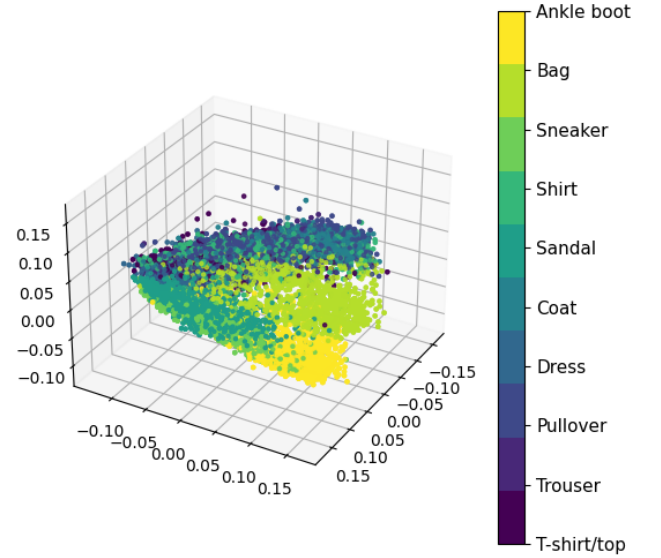 Ankle boot
Bag
Sneaker
Shirt
Sandal
Coat
Dress
Pullover
Trouser
T-shirt/top
0.15
0.10
0.05
0.00
−0.05
−0.10
−0.10
−0.05
0.00
0.05
0.10
0.15
−0.15
−0.10
−0.05
0.00
0.05
0.10
0.15